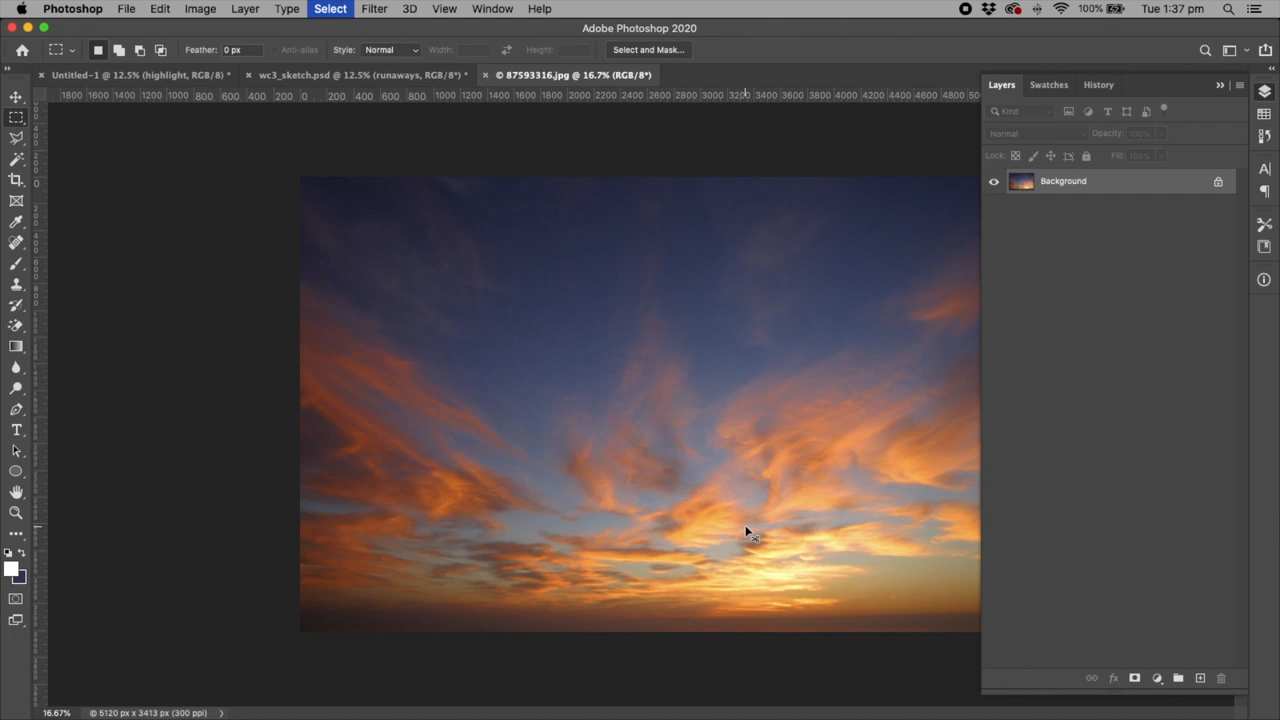 Photoshop File Edit Image Layer Type Select Filter 3D View Window Help 100% Tue 1:37 pm
Adobe Photoshop 2020
Feather: 0 px Anti-alias Style: Normal Width: Height: Select and Mask...
Untitled-1 @ 12.5% (highlight, RGB/8) * wc3_sketch.psd @ 12.5% (runaways, RGB/8*) * © 87593316.jpg @ 16.7% (RGB/8*)
Layers Swatches History
1800 1600 1400 1200 1000 800 600 400 200 0 200 400 600 800 1000 1200 1400 1600 1800 2000 2200 2400 2600 2800 3000 3200 3400 3600 3800 4000 4200 4400 4600 4800
Kind
Normal Opacity: 100%
Lock: Fill: 100%
Background
16.67% © 5120 px x 3413 px (300 ppi)